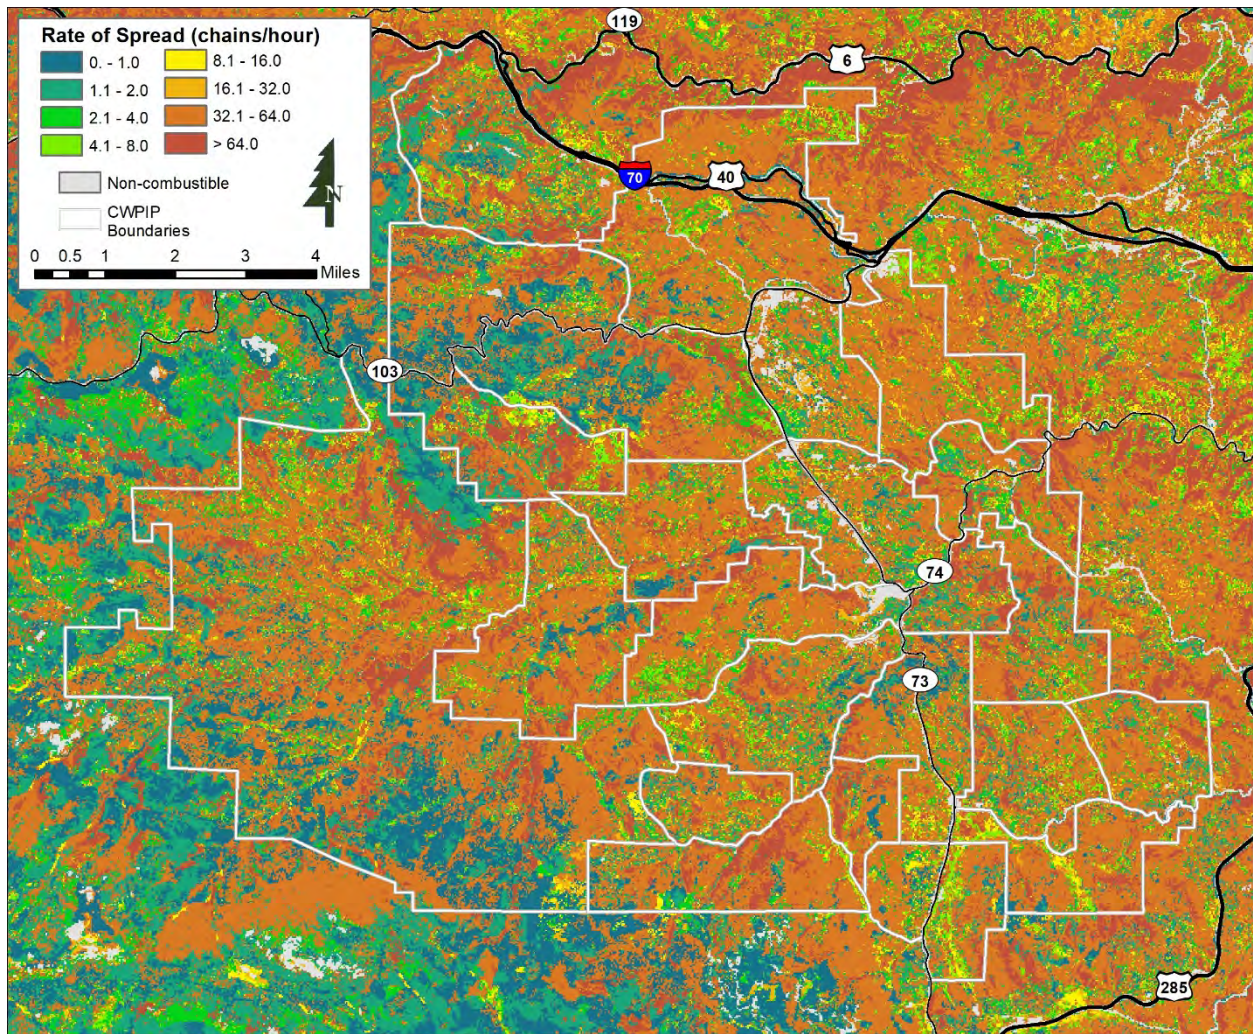 Rate of Spread (chains/hour)
0. - 1.0
8.1 - 16.0
1.1 - 2.0
16.1 - 32.0
2.1 - 4.0
32.1 - 64.0
4.1 - 8.0
> 64.0
Non-combustible
CWPIP
Boundaries
N
0 0.5 1 2 3 4
Miles
119
6
70
40
103
74
73
285